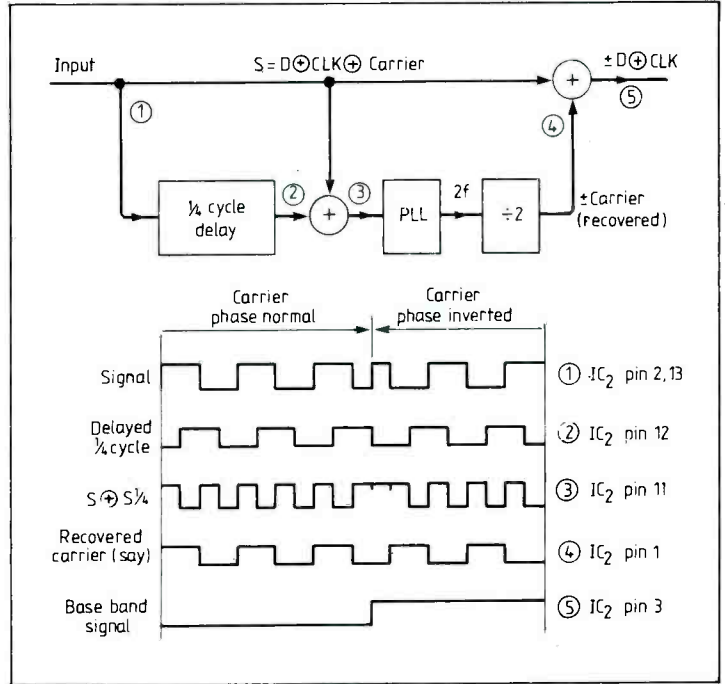 Input
S = D⊕CLK⊕ Carrier
± D⊕CLK
①
②
③
④
⑤
+
+
¼ cycle
delay
PLL
2f
÷2
±Carrier
(recovered)
Carrier
phase normal
Carrier
phase inverted
Signal
① IC₂ pin 2,13
Delayed
¼ cycle
② IC₂ pin 12
S⊕S¼
③ IC₂ pin 11
Recovered
carrier (say)
④ IC₂ pin 1
Base band
signal
⑤ IC₂ pin 3